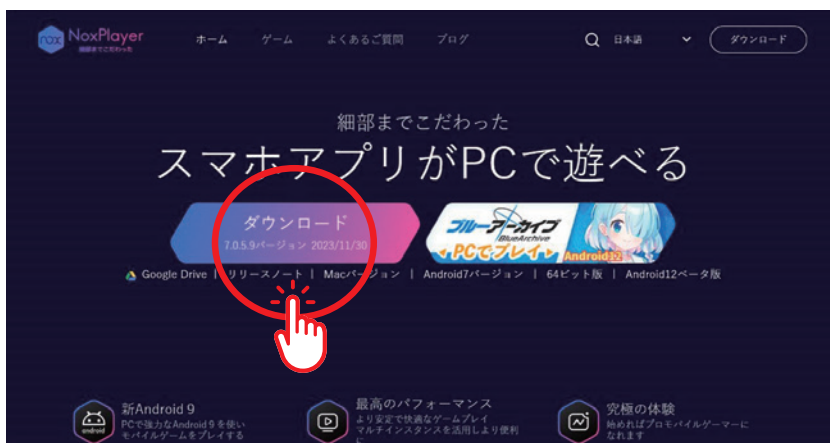 nox NoxPlayer
細部までこだわった
ホーム ゲーム よくあるご質問 ブログ 日本語 ダウンロード
細部までこだわった
スマホアプリがPCで遊べる
ダウンロード
7.0.5.9バージョン 2023/11/30
ブルーアーカイブ
BlueArchive
PCでプレイ
Android12
Google Drive | リリースノート | Macバージョン | Android7バージョン | 64ビット版 | Android12ベータ版
android
新Android 9
PCで強力なAndroid 9 を使い
モバイルゲームをプレイする
最高のパフォーマンス
より安定で快適なゲームプレイ
マルチインスタンスを活用しより便利
に
究極の体験
始めればプロモバイルゲーマーに
なれます